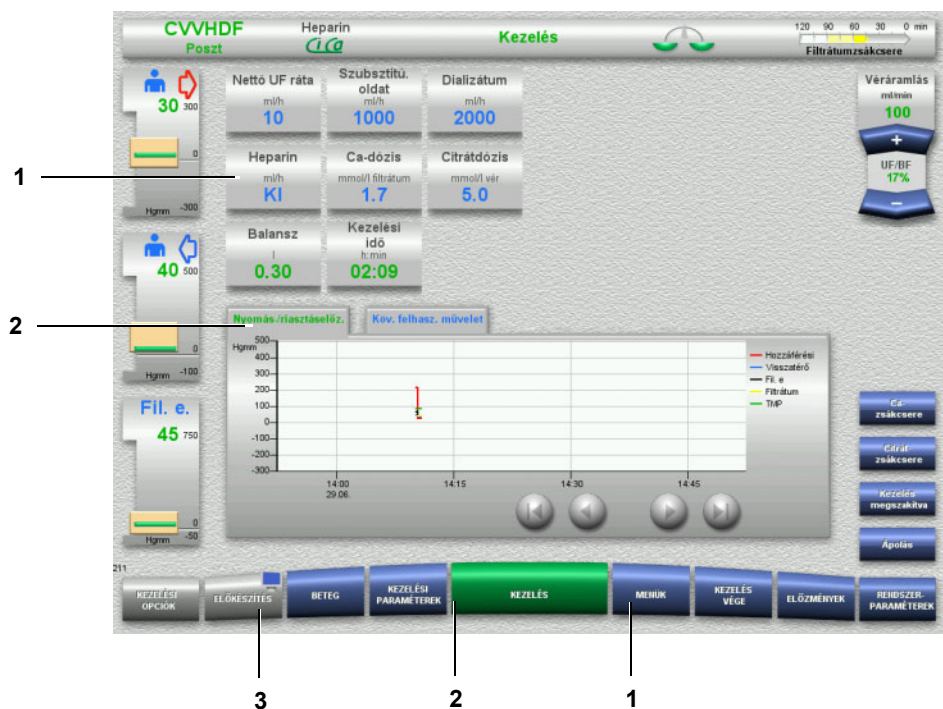 CVVHDF
Poszt
Heparin
CiCa
Kezelés
120 90 60 30 0 min
Filtrátumzsákcsere
30 300
0
-300
Hgmm
40 500
0
-100
Hgmm
Fil. e.
45 750
0
-50
Hgmm
Nettó UF ráta
ml/h
10
Szubsztitú.
oldat
ml/h
1000
Dializátum
ml/h
2000
Heparin
ml/h
KI
Ca-dózis
mmol/l filtrátum
1.7
Citrátdózis
mmol/l vér
5.0
Balansz
l
0.30
Kezelési
idő
h:min
02:09
Véráramlás
ml/min
100
+
UF/BF
17%
−
Nyomás-/riasztáselőz.
Köv. felhasz. művelet
Hgmm
500
400
300
200
100
0
-100
-200
-300
14:00
29.06.
14:15
14:30
14:45
Hozzáférési
Visszatérő
Fil. e
Filtrátum
TMP
Ca-
zsákcsere
Citrát-
zsákcsere
Kezelés
megszakítva
Ápolás
211
KEZELÉSI
OPCIÓK
ELŐKÉSZÍTÉS
BETEG
KEZELÉSI
PARAMÉTEREK
KEZELÉS
MENÜK
KEZELÉS
VÉGE
ELŐZMÉNYEK
RENDSZER-
PARAMÉTEREK
1
2
3
2
1